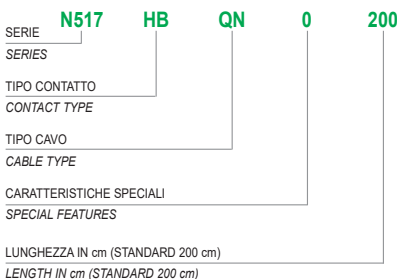 N517 HB QN 0 200
SERIE
SERIES
TIPO CONTATTO
CONTACT TYPE
TIPO CAVO
CABLE TYPE
CARATTERISTICHE SPECIALI
SPECIAL FEATURES
LUNGHEZZA IN cm (STANDARD 200 cm)
LENGTH IN cm (STANDARD 200 cm)